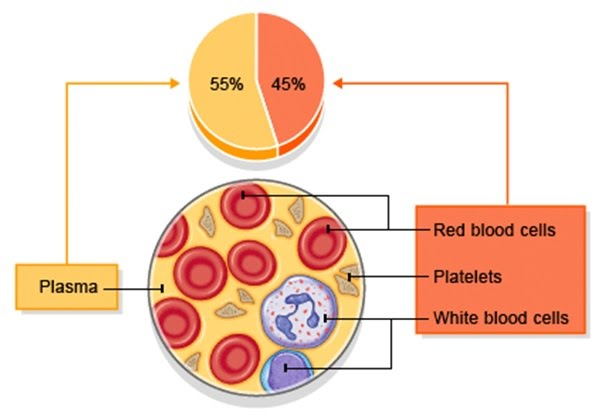 55%
45%
Red blood cells
Platelets
Plasma
White blood cells